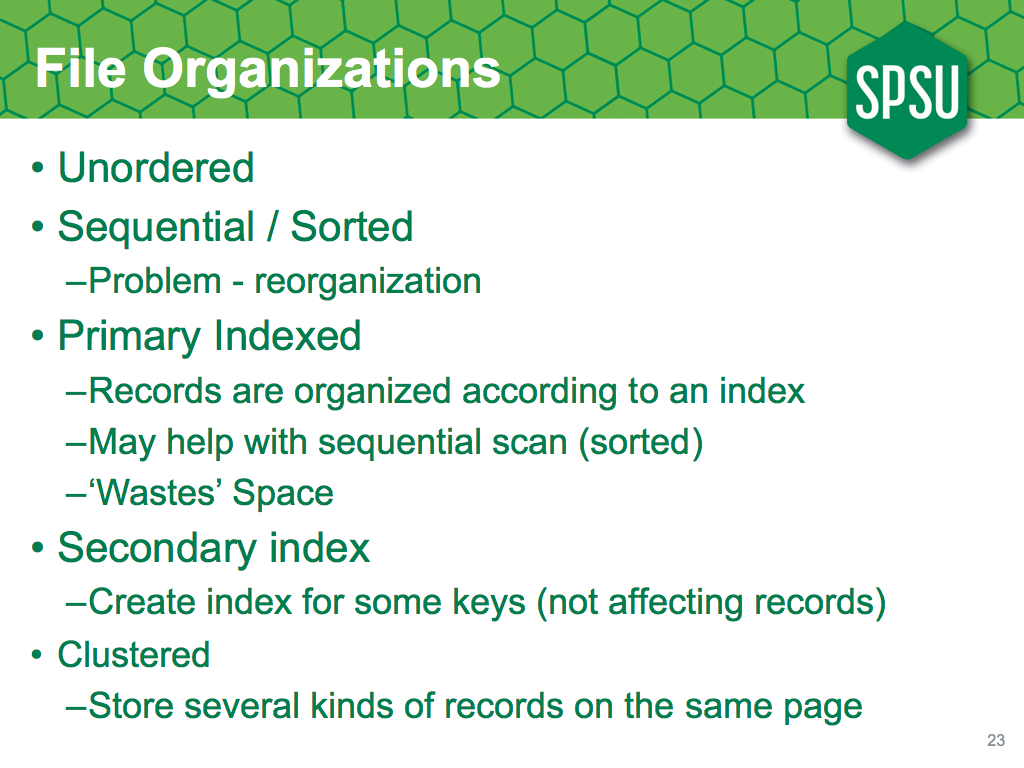 File Organizations
SPSU
• Unordered
• Sequential / Sorted
–Problem - reorganization
• Primary Indexed
–Records are organized according to an index
–May help with sequential scan (sorted)
–‘Wastes’ Space
• Secondary index
–Create index for some keys (not affecting records)
• Clustered
–Store several kinds of records on the same page
23